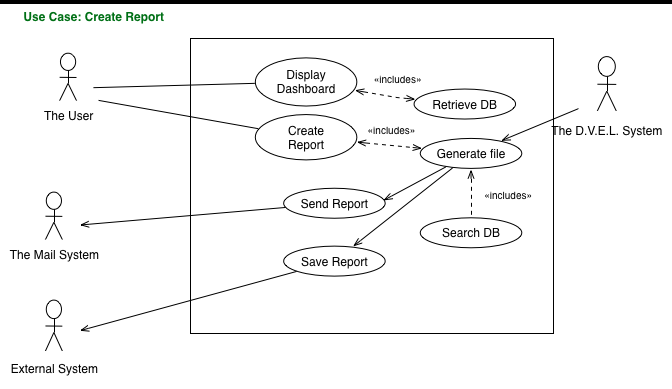 Use Case: Create Report
Display
Dashboard
«includes»
Retrieve DB
The User
The D.V.E.L. System
Create
Report
«includes»
Generate file
Send Report
«includes»
Search DB
The Mail System
Save Report
External System